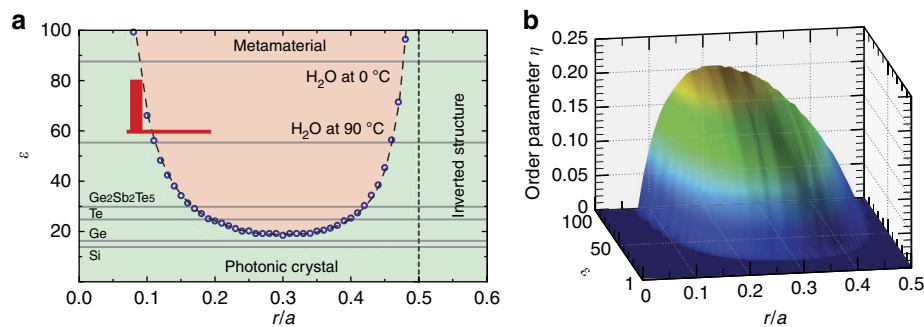 a
100
80
60
40
20
ε
Metamaterial
H₂O at 0 °C
H₂O at 90 °C
Ge₂Sb₂Te₅
Te
Ge
Si
Photonic crystal
Inverted structure
0.0 0.1 0.2 0.3 0.4 0.5 0.6
r/a
b
Order parameter η
0.25
0.20
0.15
0.10
0.05
0
100
50
1
ε
0 0.1 0.2 0.3 0.4 0.5
r/a